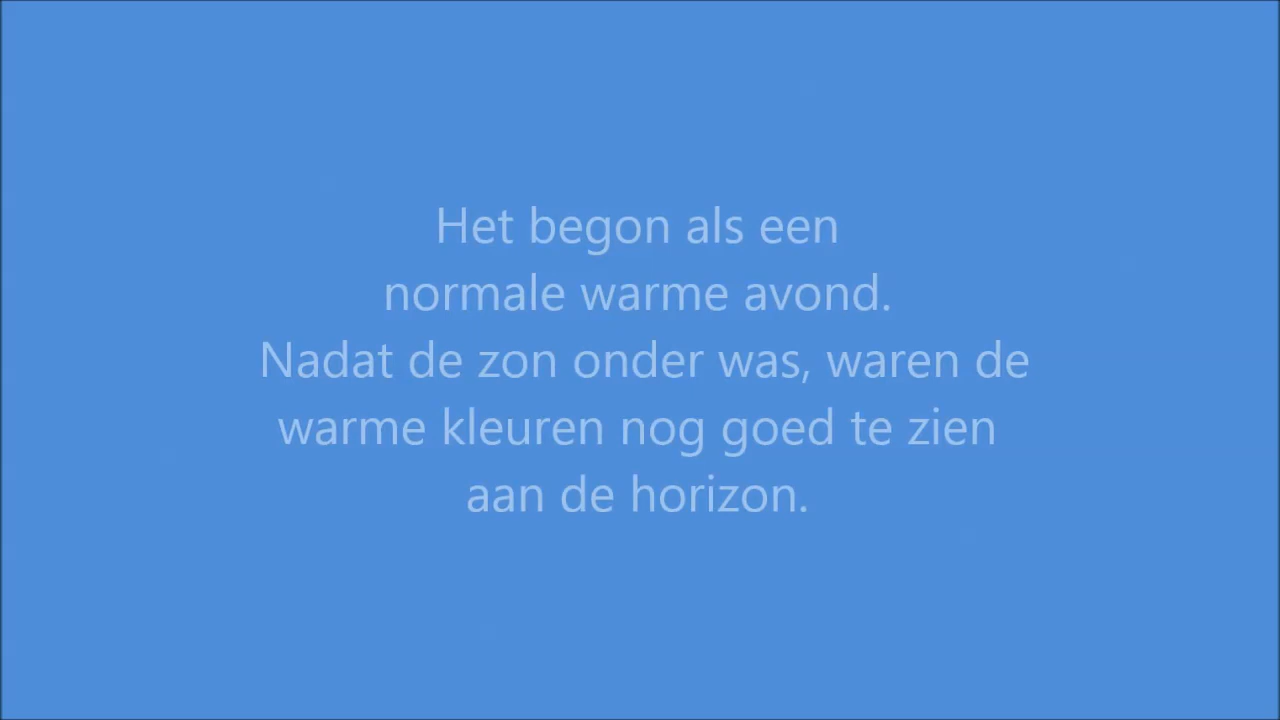 Het begon als een
normale warme avond.
Nadat de zon onder was, waren de
warme kleuren nog goed te zien
aan de horizon.